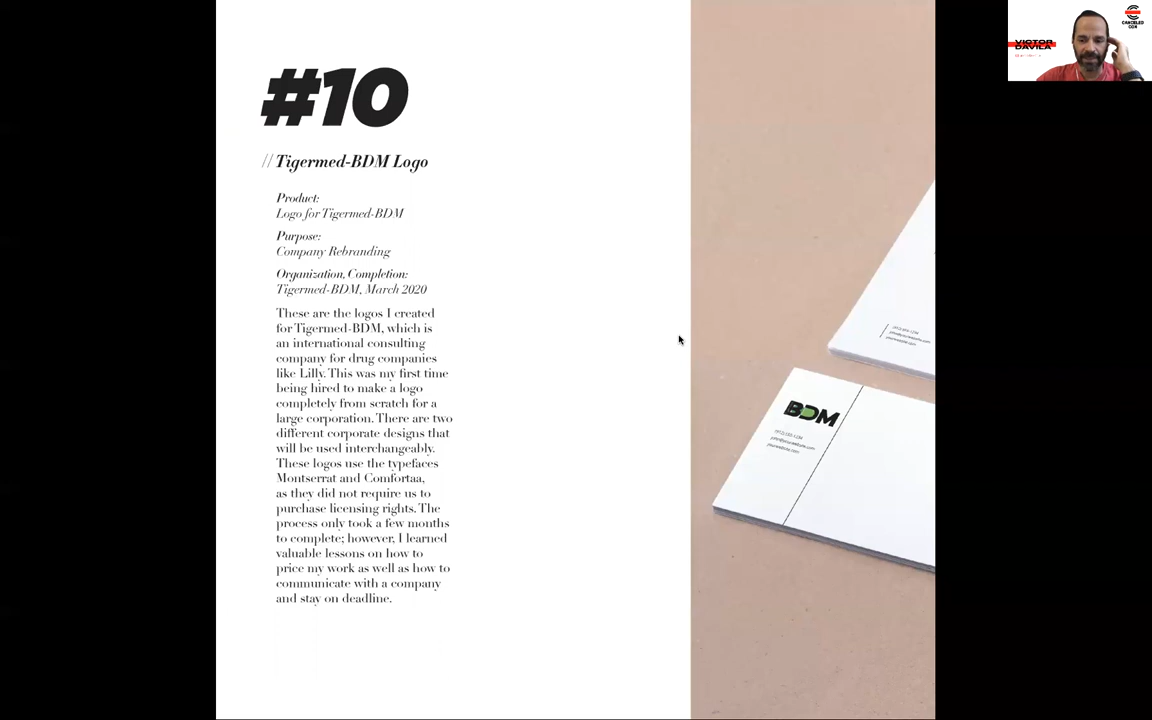 #10
// Tigermed-BDM Logo
Product:
Logo for Tigermed-BDM
Purpose:
Company Rebranding
Organization, Completion:
Tigermed-BDM, March 2020
These are the logos I created
for Tigermed-BDM, which is
an international consulting
company for drug companies
like Lilly. This was my first time
being hired to make a logo
completely from scratch for a
large corporation. There are two
different corporate designs that
will be used interchangeably.
These logos use the typefaces
Montserrat and Comfortaa,
as they did not require us to
purchase licensing rights. The
process only took a few months
to complete; however, I learned
valuable lessons on how to
price my work as well as how to
communicate with a company
and stay on deadline.
BDM
VICTOR
DAVILA
CANCELED
CON